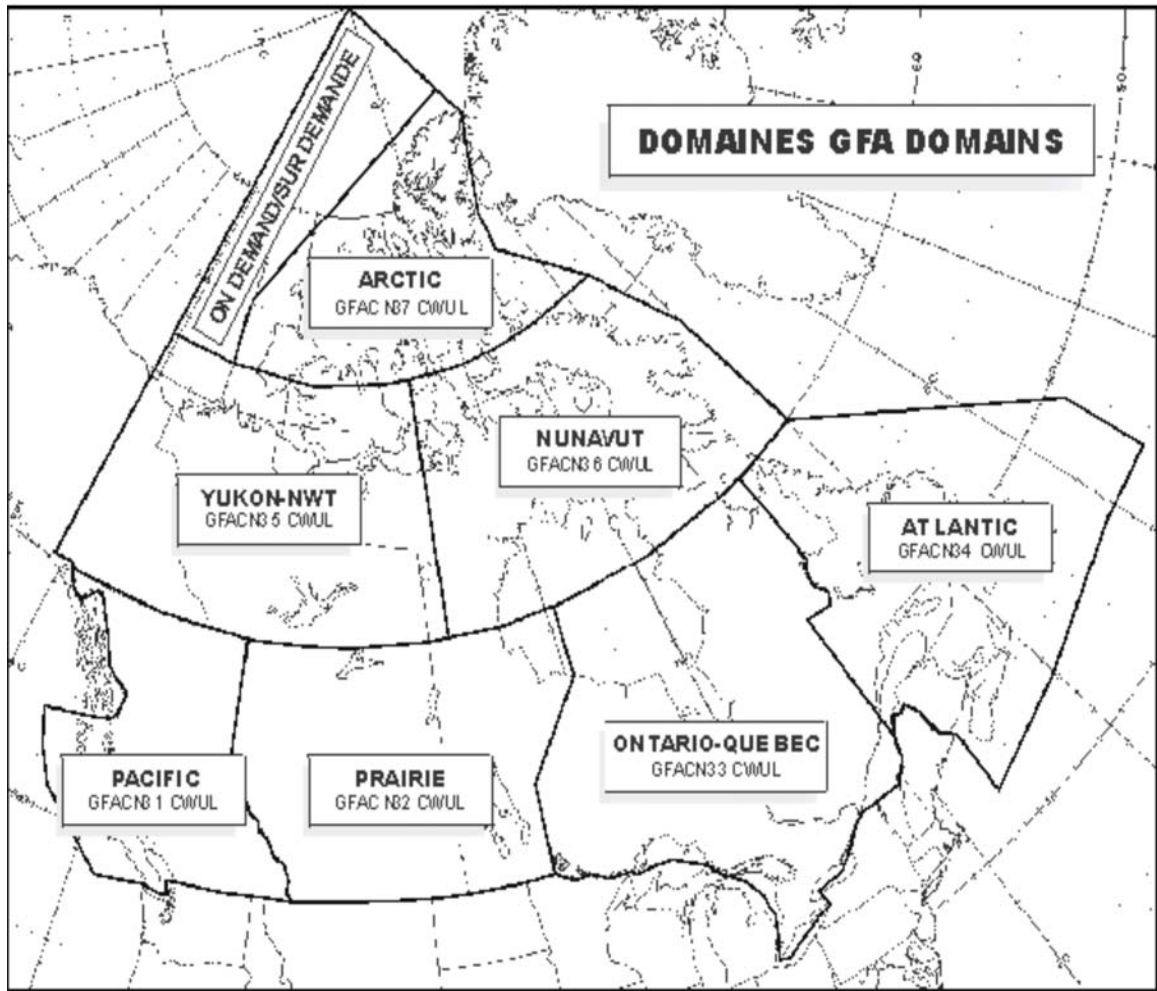 DOMAINES GFA DOMAINS
ON DEMAND/SUR DEMANDE
ARCTIC
GFACN37 CWUL
NUNAVUT
GFACN36 CWUL
YUKON-NWT
GFACN35 CWUL
ATLANTIC
GFACN34 CWUL
ONTARIO-QUEBEC
GFACN33 CWUL
PACIFIC
GFACN31 CWUL
PRAIRIE
GFACN32 CWUL